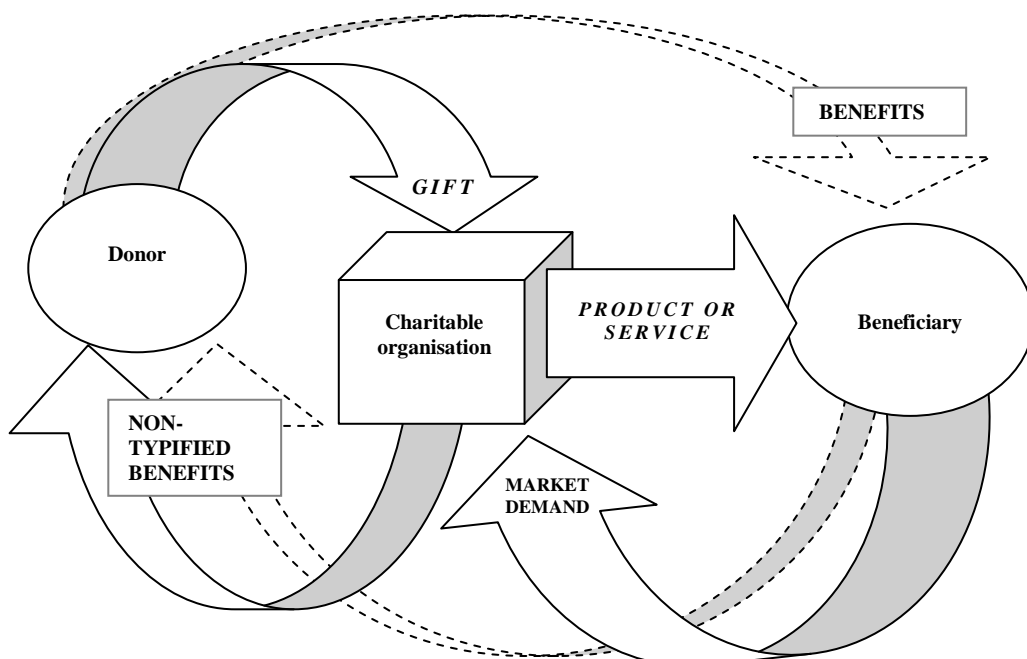 BENEFITS
GIFT
Donor
Charitable
organisation
PRODUCT OR
SERVICE
Beneficiary
NON-
TYPIFIED
BENEFITS
MARKET
DEMAND